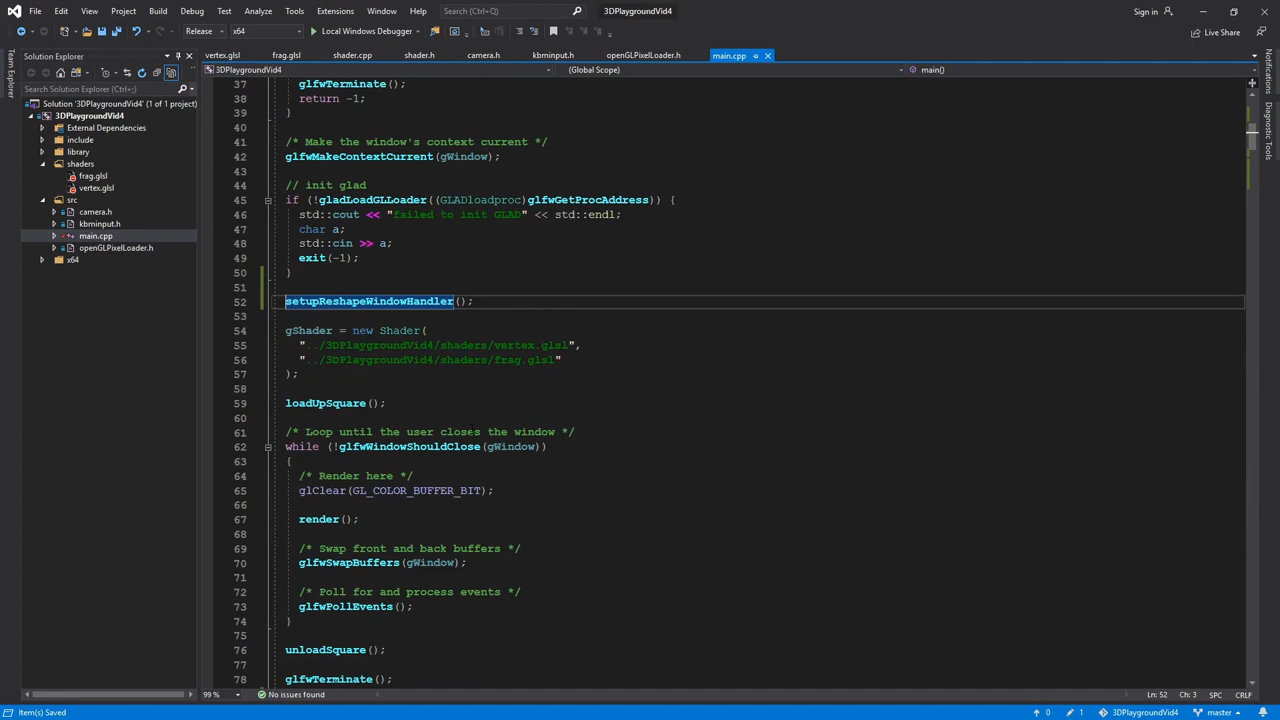 File Edit View Project Build Debug Test Analyze Tools Extensions Window Help Search (Ctrl+Q) 3DPlaygroundVid4 Sign in
Release x64 Local Windows Debugger Live Share
Team Explorer
Solution Explorer
Search Solution Explorer (Ctrl+;)
Solution '3DPlaygroundVid4' (1 of 1 project)
3DPlaygroundVid4
External Dependencies
include
library
shaders
frag.glsl
vertex.glsl
src
camera.h
kbminput.h
main.cpp
openGLPixelLoader.h
x64
vertex.glsl frag.glsl shader.cpp shader.h camera.h kbminput.h openGLPixelLoader.h main.cpp
3DPlaygroundVid4 (Global Scope) main()
37 glfwTerminate();
38 return -1;
39 }
40
41 /* Make the window's context current */
42 glfwMakeContextCurrent(gWindow);
43
44 // init glad
45 if (!gladLoadGLLoader((GLADloadproc)glfwGetProcAddress)) {
46 std::cout << "failed to init GLAD" << std::endl;
47 char a;
48 std::cin >> a;
49 exit(-1);
50 }
51
52 setupReshapeWindowHandler();
53
54 gShader = new Shader(
55 "../3DPlaygroundVid4/shaders/vertex.glsl",
56 "../3DPlaygroundVid4/shaders/frag.glsl"
57 );
58
59 loadUpSquare();
60
61 /* Loop until the user closes the window */
62 while (!glfwWindowShouldClose(gWindow))
63 {
64 /* Render here */
65 glClear(GL_COLOR_BUFFER_BIT);
66
67 render();
68
69 /* Swap front and back buffers */
70 glfwSwapBuffers(gWindow);
71
72 /* Poll for and process events */
73 glfwPollEvents();
74 }
75
76 unloadSquare();
77
78 glfwTerminate();
Notifications
Diagnostic Tools
99 % No issues found Ln: 52 Ch: 3 SPC CRLF
Item(s) Saved 0 1 3DPlaygroundVid4 master